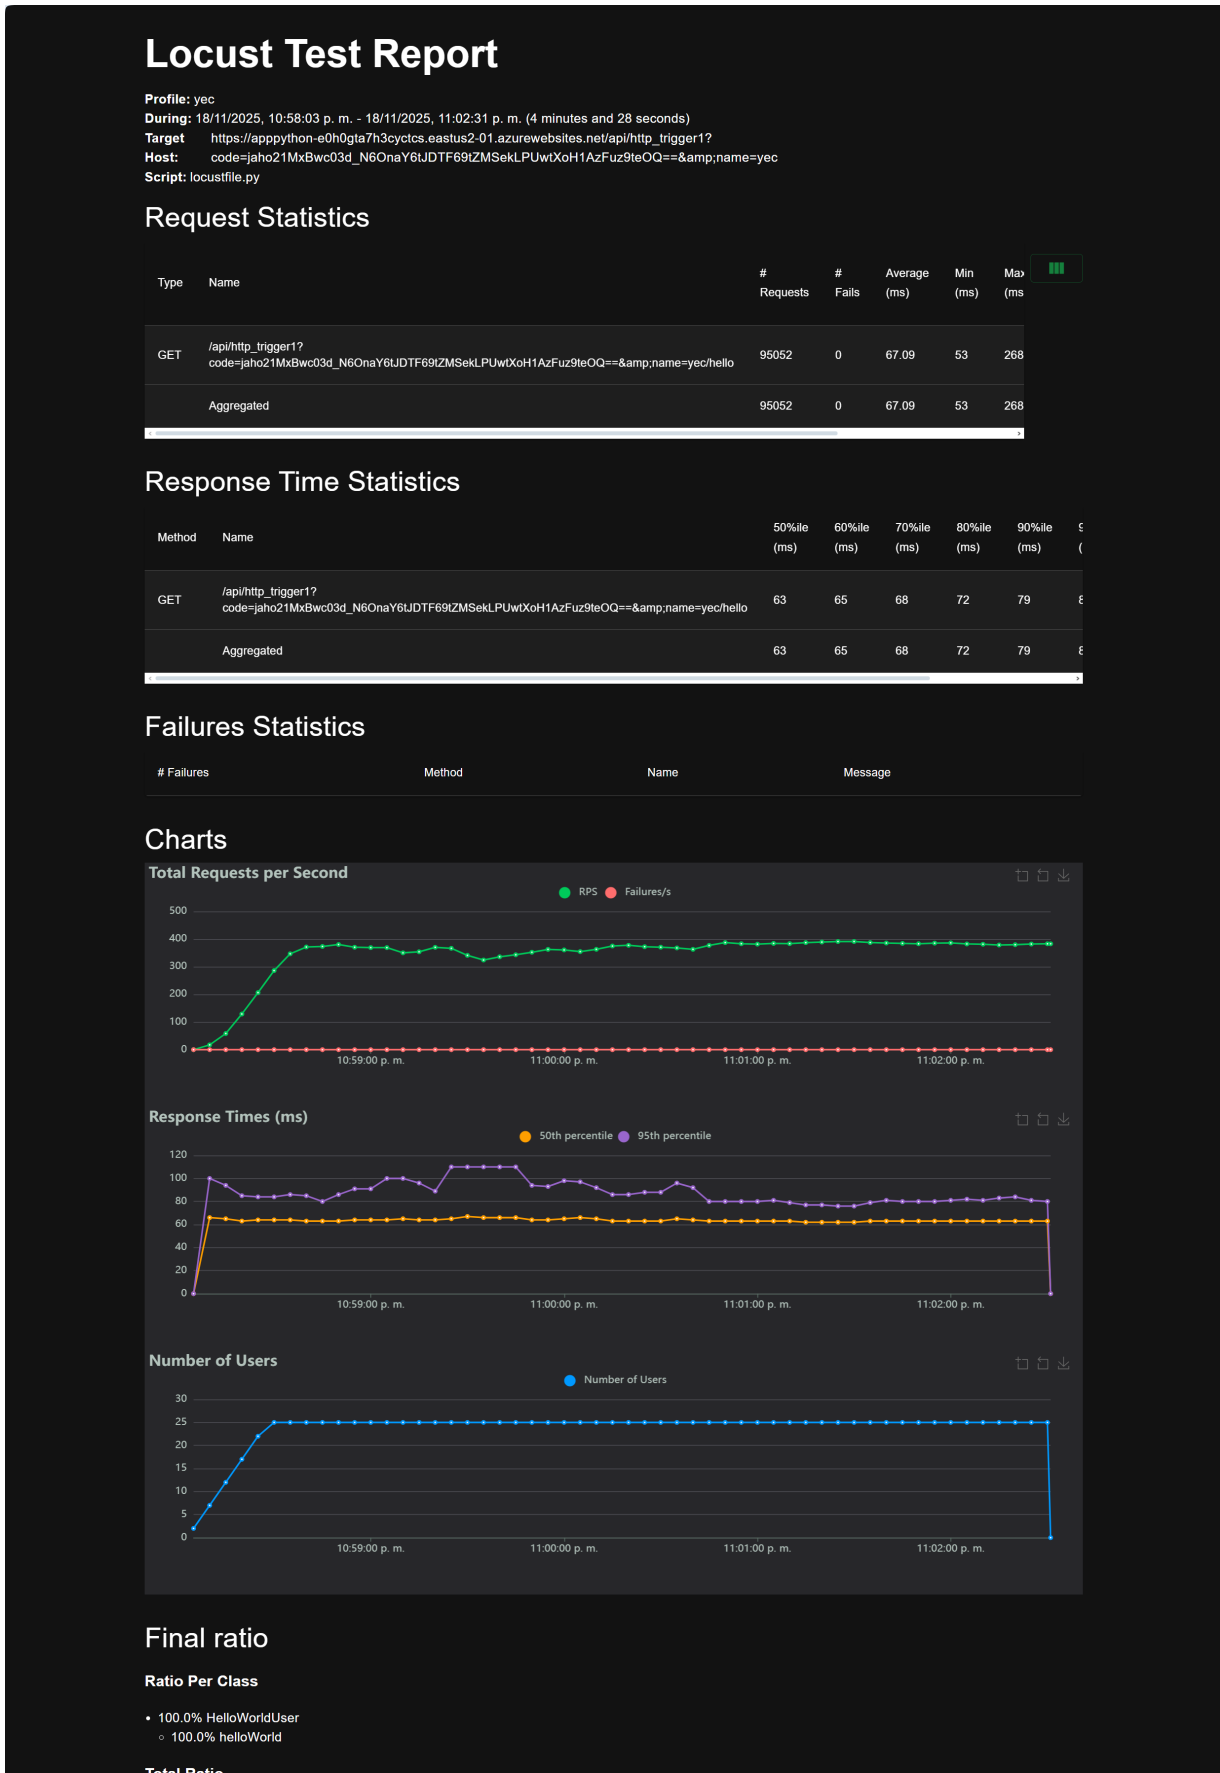 Locust Test Report
Profile: yec
During: 18/11/2025, 10:58:03 p. m. - 18/11/2025, 11:02:31 p. m. (4 minutes and 28 seconds)
Target https://apppython-e0h0gta7h3cyctcs.eastus2-01.azurewebsites.net/api/http_trigger1?
Host: code=jaho21MxBwc03d_N6OnaY6tJDTF69tZMSekLPUwtXoH1AzFuz9teOQ==&amp;name=yec
Script: locustfile.py
Request Statistics
Type Name # Requests # Fails Average (ms) Min (ms) Max (ms
GET /api/http_trigger1?
code=jaho21MxBwc03d_N6OnaY6tJDTF69tZMSekLPUwtXoH1AzFuz9teOQ==&amp;name=yec/hello 95052 0 67.09 53 268
Aggregated 95052 0 67.09 53 268
Response Time Statistics
Method Name 50%ile (ms) 60%ile (ms) 70%ile (ms) 80%ile (ms) 90%ile (ms) 9 (
GET /api/http_trigger1?
code=jaho21MxBwc03d_N6OnaY6tJDTF69tZMSekLPUwtXoH1AzFuz9teOQ==&amp;name=yec/hello 63 65 68 72 79 8
Aggregated 63 65 68 72 79 8
Failures Statistics
# Failures Method Name Message
Charts
Total Requests per Second
RPS Failures/s
500
400
300
200
100
0
10:59:00 p. m. 11:00:00 p. m. 11:01:00 p. m. 11:02:00 p. m.
Response Times (ms)
50th percentile 95th percentile
120
100
80
60
40
20
0
10:59:00 p. m. 11:00:00 p. m. 11:01:00 p. m. 11:02:00 p. m.
Number of Users
Number of Users
30
25
20
15
10
5
0
10:59:00 p. m. 11:00:00 p. m. 11:01:00 p. m. 11:02:00 p. m.
Final ratio
Ratio Per Class
• 100.0% HelloWorldUser
◦ 100.0% helloWorld
Total Ratio